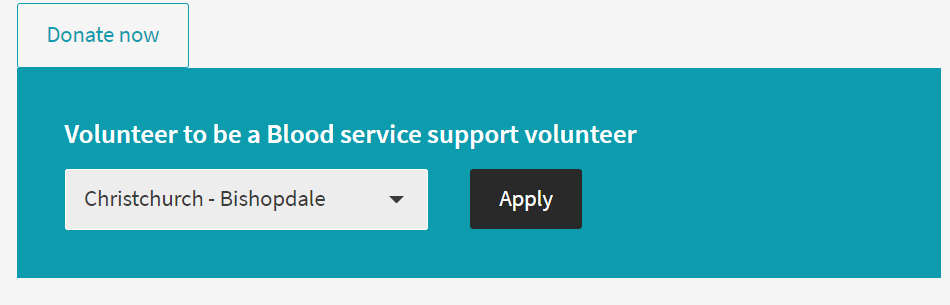 Donate now
Volunteer to be a Blood service support volunteer
Christchurch - Bishopdale
Apply